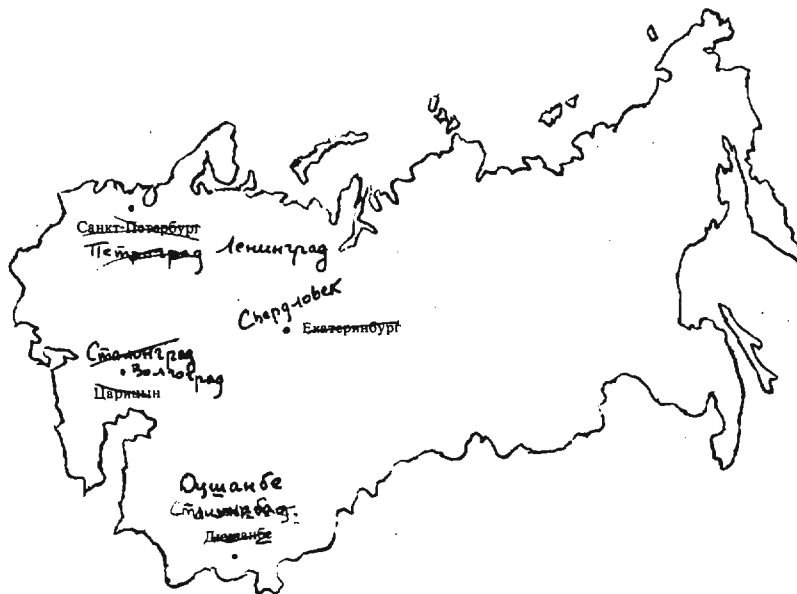 Санкт-Петербург
Петроград Ленинград
Свердловск
Екатеринбург
Сталинград
Волгоград
Царицын
Душанбе
Сталинабад
Дюшанбе